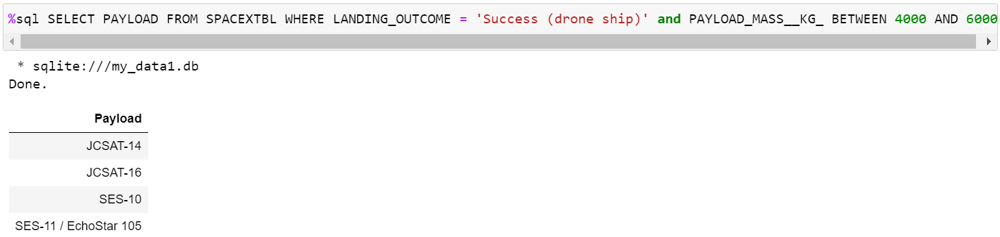 %sql SELECT PAYLOAD FROM SPACEXTBL WHERE LANDING_OUTCOME = 'Success (drone ship)' and PAYLOAD_MASS__KG_ BETWEEN 4000 AND 6000
* sqlite:///my_data1.db
Done.
Payload
JCSAT-14
JCSAT-16
SES-10
SES-11 / EchoStar 105